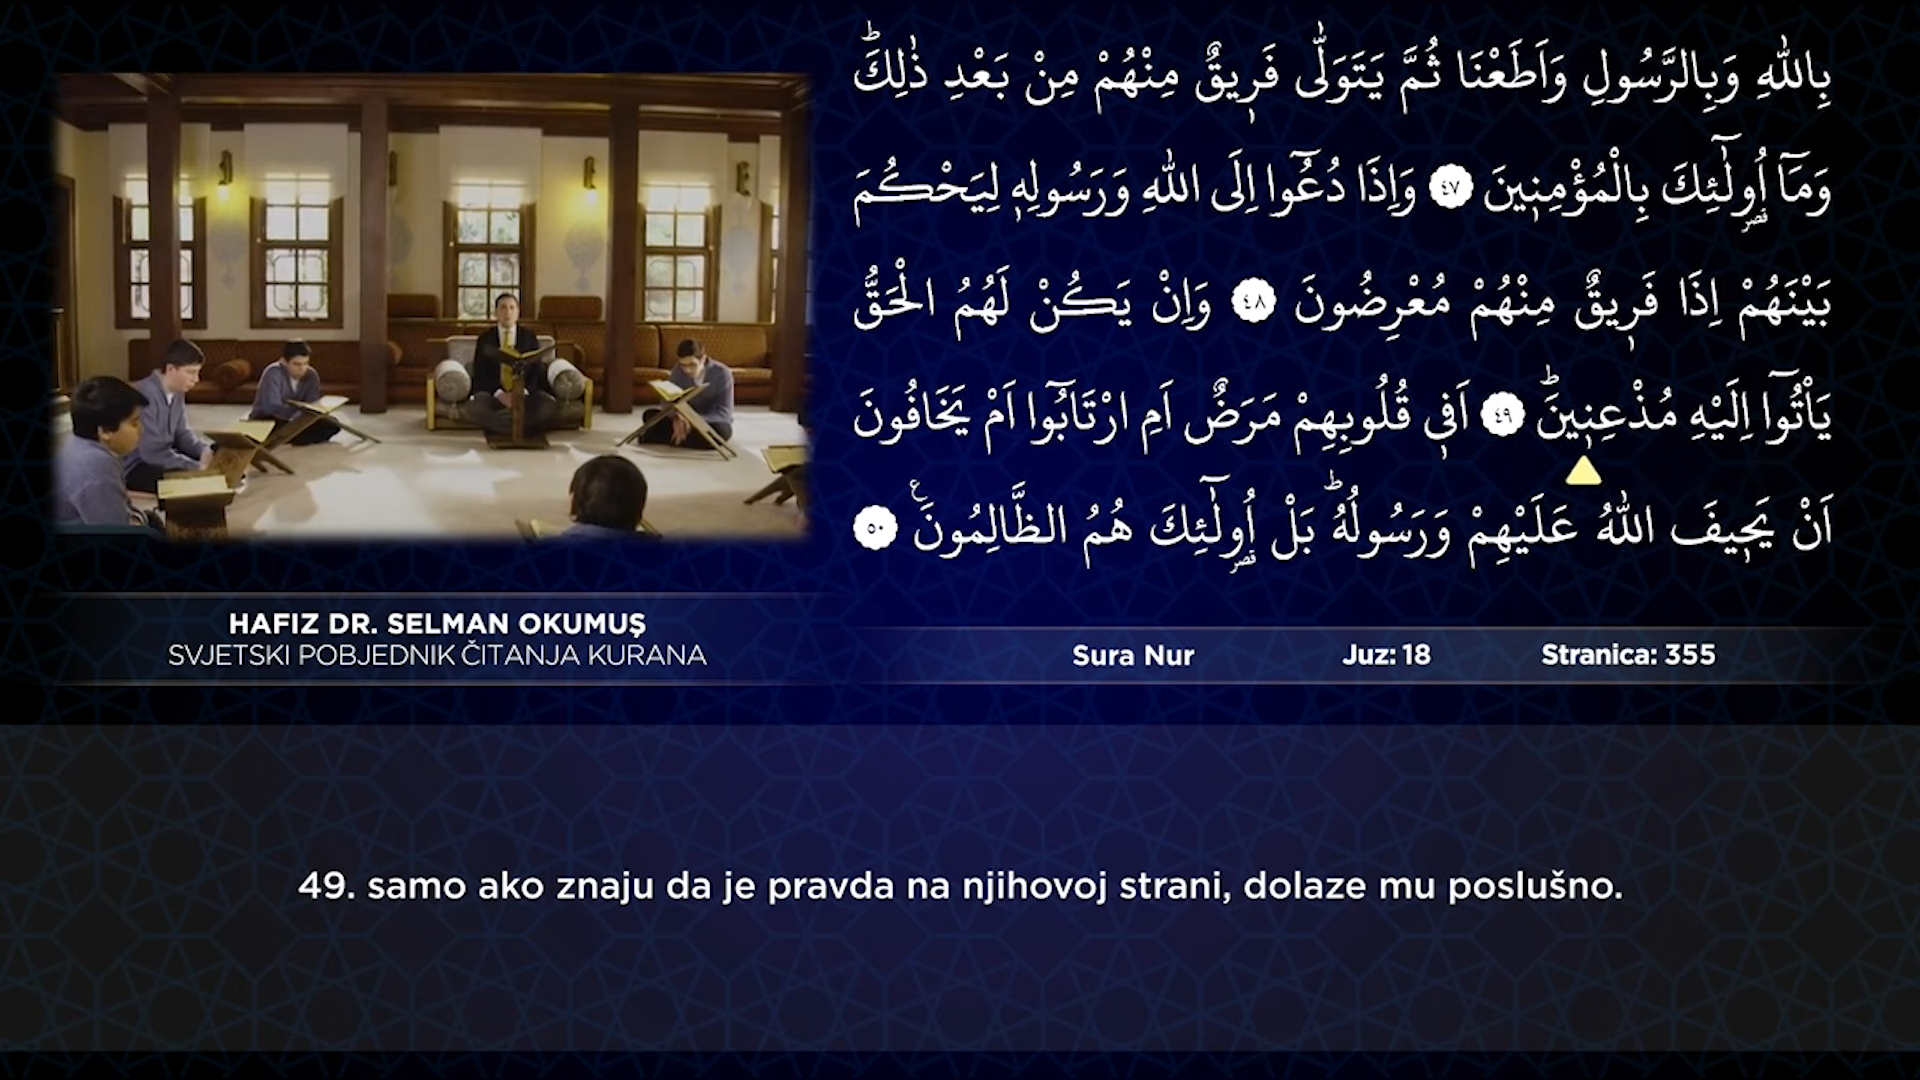 بِاللّٰهِ وَبِالرَّسُولِ وَاَطَعْنَا ثُمَّ يَتَوَلّٰى فَرٖيقٌ مِنْهُمْ مِنْ بَعْدِ ذٰلِكَؕ
وَمَٓا اُو۬لٰٓئِكَ بِالْمُؤْمِنٖينَ ٤٧ وَاِذَا دُعُٓوا اِلَى اللّٰهِ وَرَسُولِهٖ لِيَحْكُمَ
بَيْنَهُمْ اِذَا فَرٖيقٌ مِنْهُمْ مُعْرِضُونَ ٤٨ وَاِنْ يَكُنْ لَهُمُ الْحَقُّ
يَأْتُٓوا اِلَيْهِ مُذْعِنٖينَؕ ٤٩ اَفٖي قُلُوبِهِمْ مَرَضٌ اَمِ ارْتَابُٓوا اَمْ يَخَافُونَ
اَنْ يَحٖيفَ اللّٰهُ عَلَيْهِمْ وَرَسُولُهُؕ بَلْ اُو۬لٰٓئِكَ هُمُ الظَّالِمُونَ ع ٥٠
HAFIZ DR. SELMAN OKUMUŞ
SVJETSKI POBJEDNIK ČITANJA KURANA
Sura Nur Juz: 18 Stranica: 355
49. samo ako znaju da je pravda na njihovoj strani, dolaze mu poslušno.